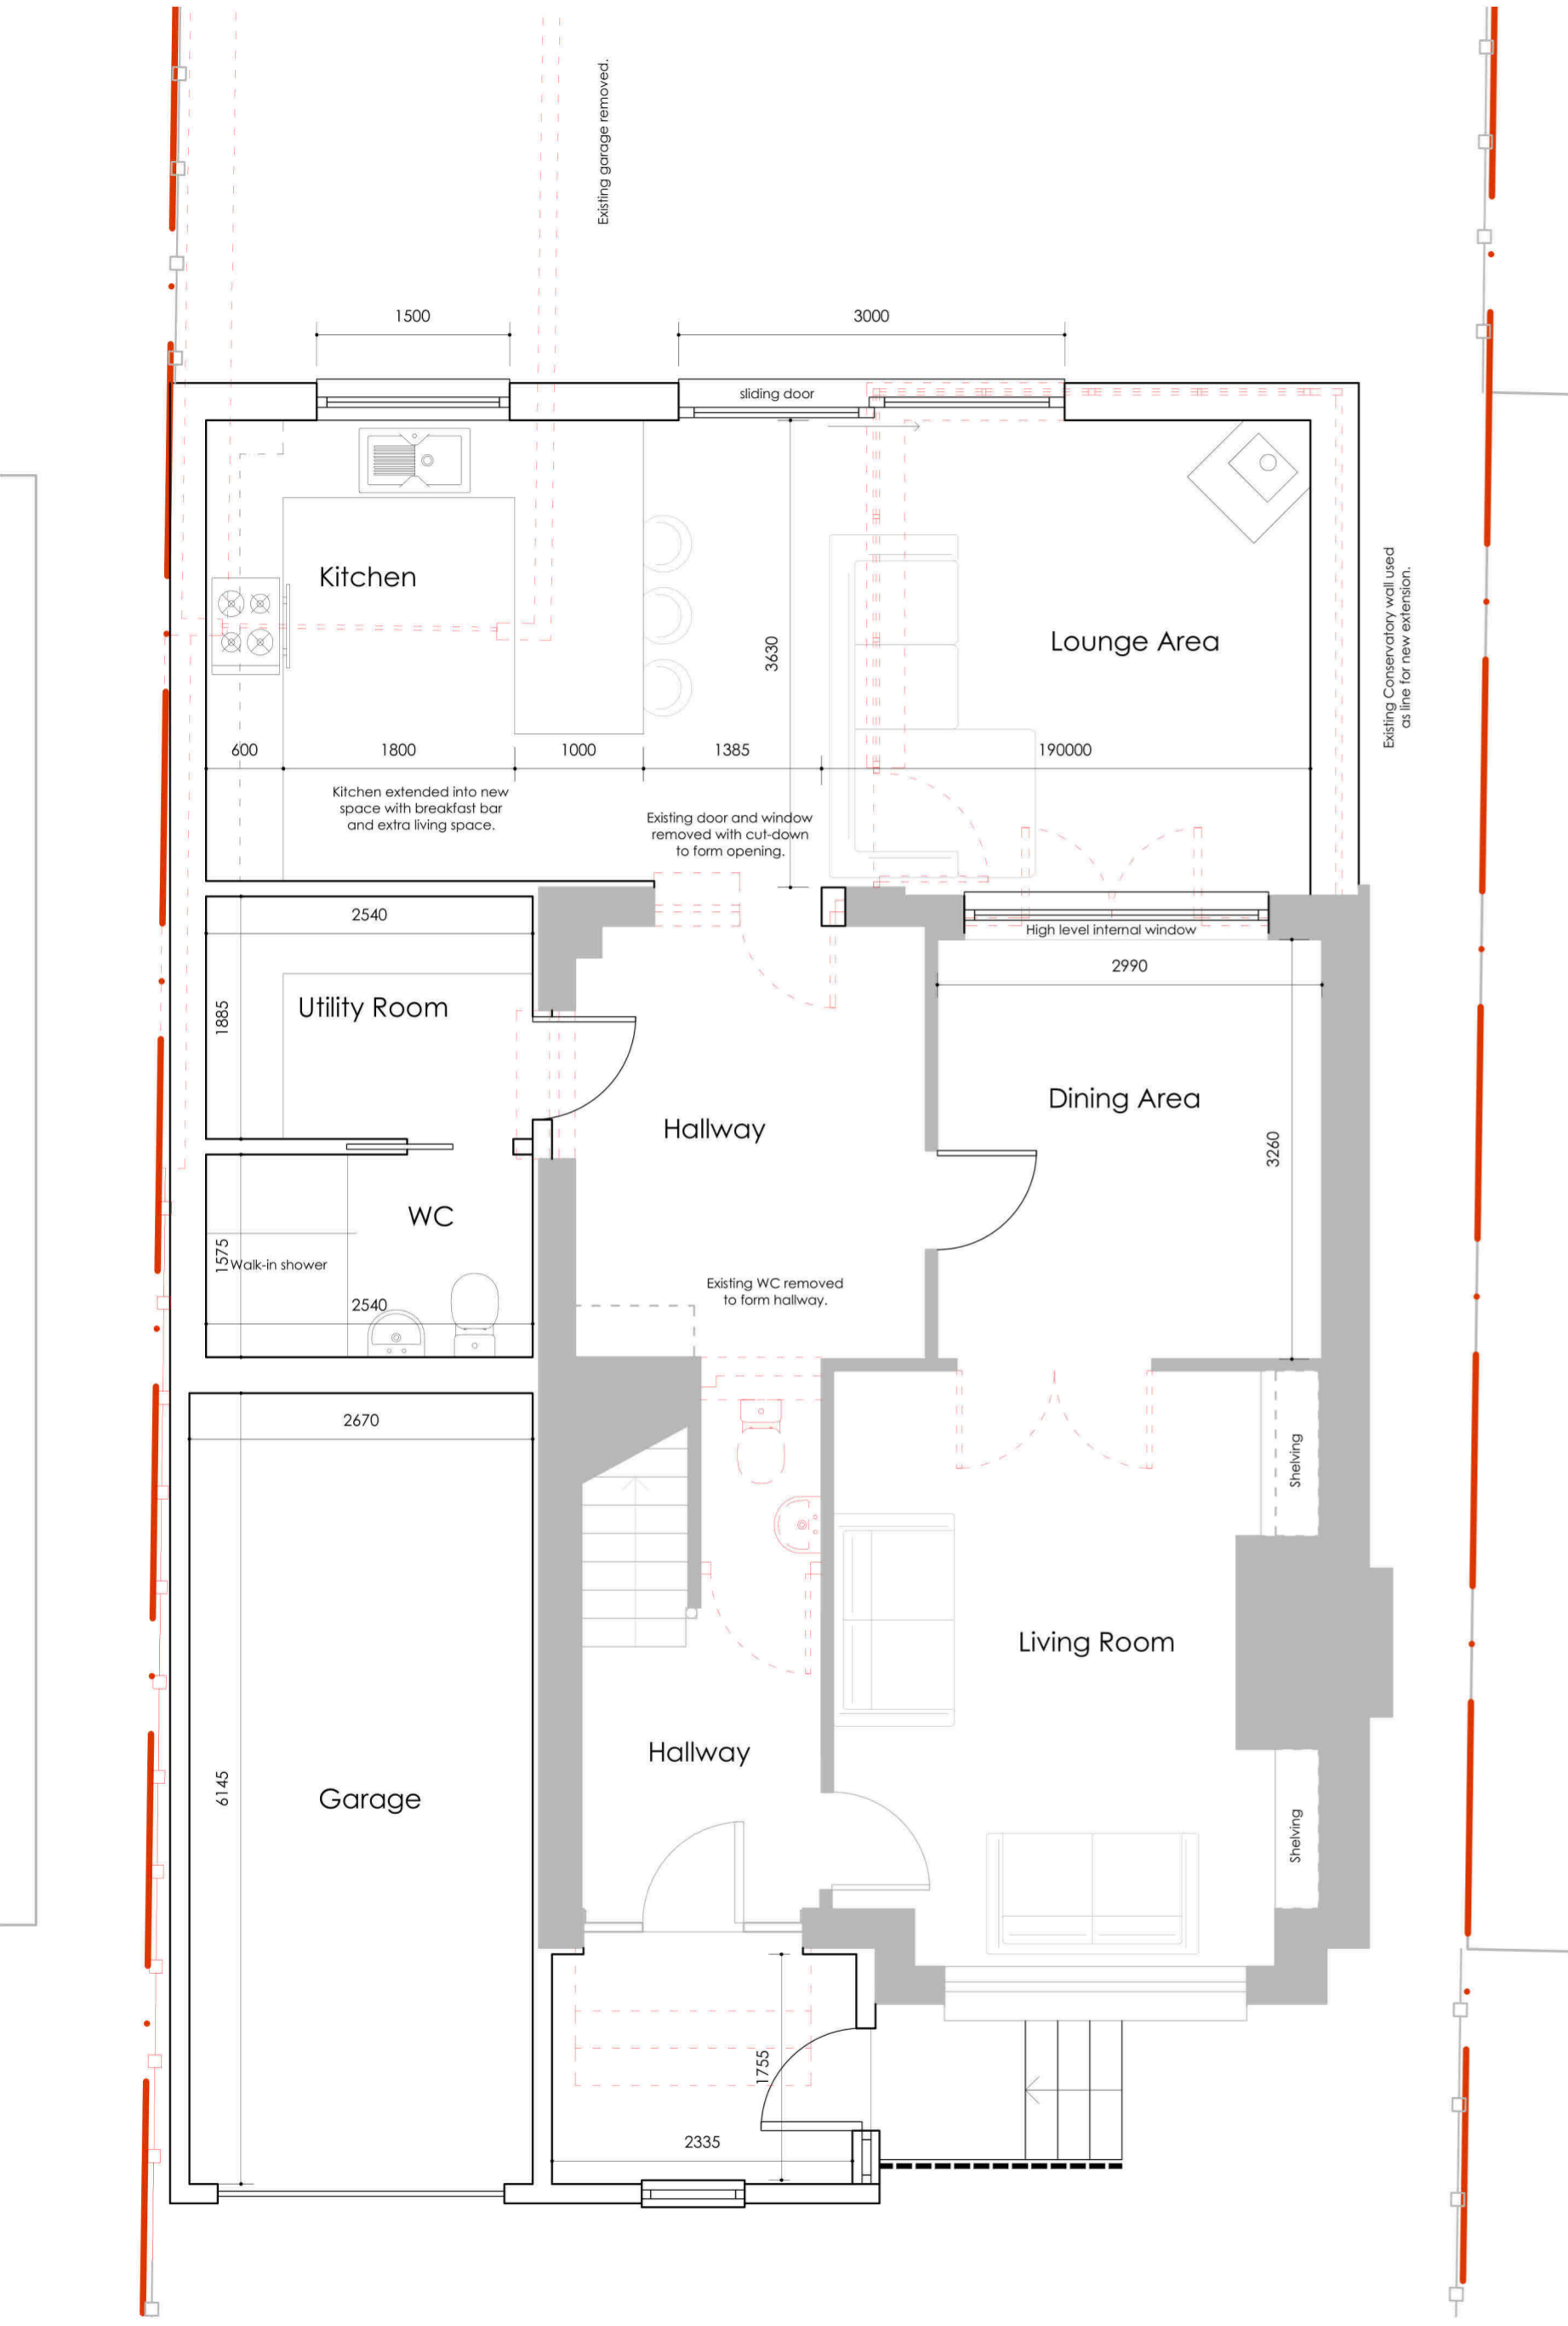 Existing garage removed.
1500
3000
sliding door
Kitchen
Lounge Area
Existing Conservatory wall used
as line for new extension.
3630
600
1800
1000
1385
190000
Kitchen extended into new
space with breakfast bar
and extra living space.
Existing door and window
removed with cut-down
to form opening.
2540
High level internal window
2990
Utility Room
1885
Hallway
Dining Area
3260
WC
1575
Walk-in shower
2540
Existing WC removed
to form hallway.
2670
Shelving
Living Room
Hallway
Garage
6145
Shelving
1755
2335